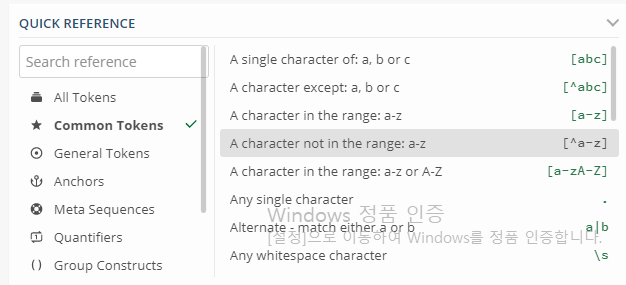 QUICK REFERENCE
Search reference
All Tokens
Common Tokens
General Tokens
Anchors
Meta Sequences
Quantifiers
Group Constructs
A single character of: a, b or c [abc]
A character except: a, b or c [^abc]
A character in the range: a-z [a-z]
A character not in the range: a-z [^a-z]
A character in the range: a-z or A-Z [a-zA-Z]
Any single character .
Alternate - match either a or b a|b
Any whitespace character \s
Windows 정품 인증
[설정]으로 이동하여 Windows를 정품 인증합니다.